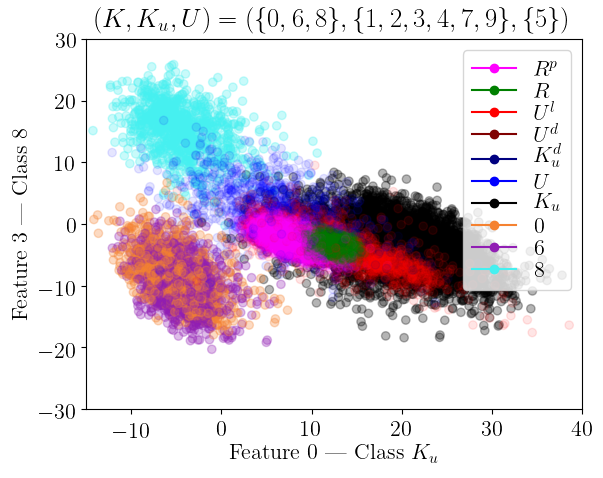 (K, K_u, U) = ({0, 6, 8}, {1, 2, 3, 4, 7, 9}, {5})
30
20
10
0
−10
−20
−30
Feature 3 — Class 8
R^p
R
U^l
U^d
K_u^d
U
K_u
0
6
8
−10
0
10
20
30
40
Feature 0 — Class K_u